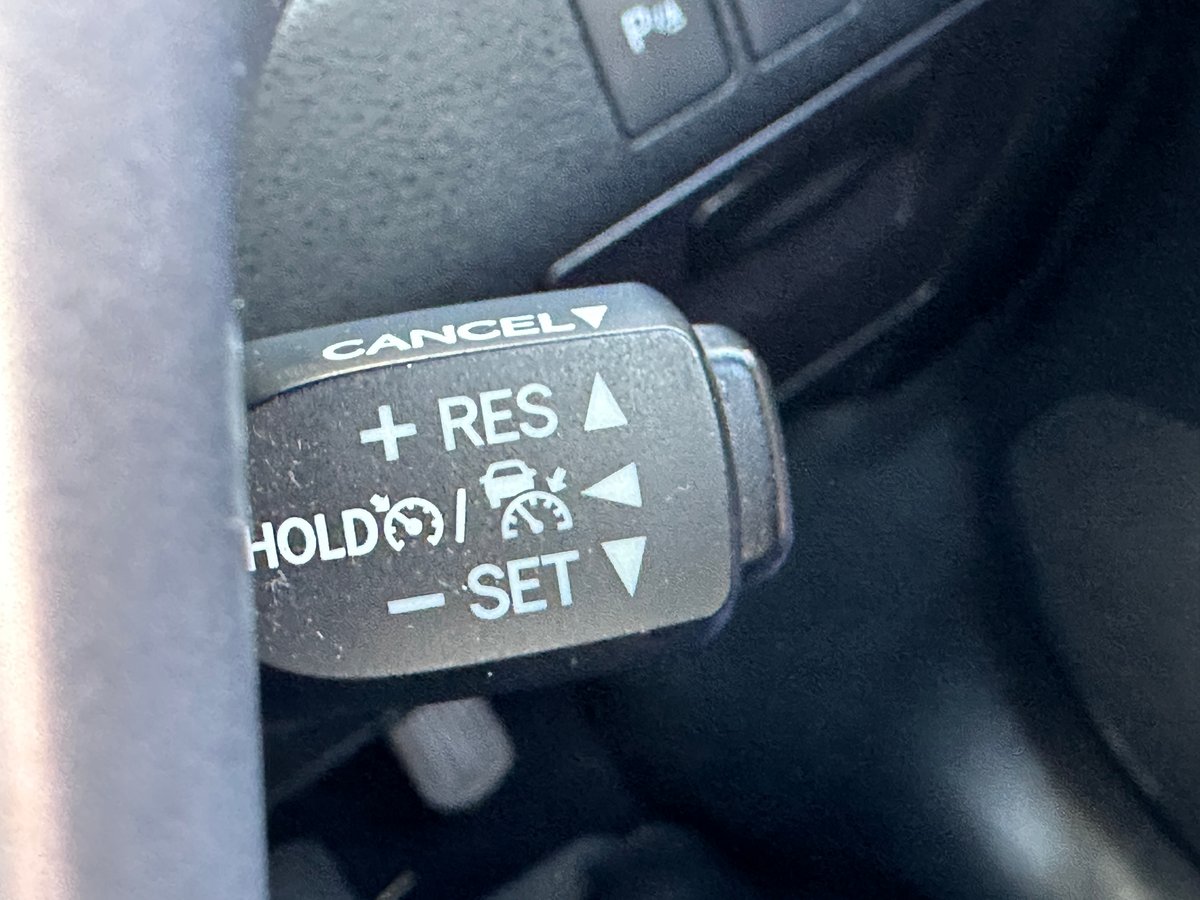 P
CANCEL
+ RES
HOLD /
- SET